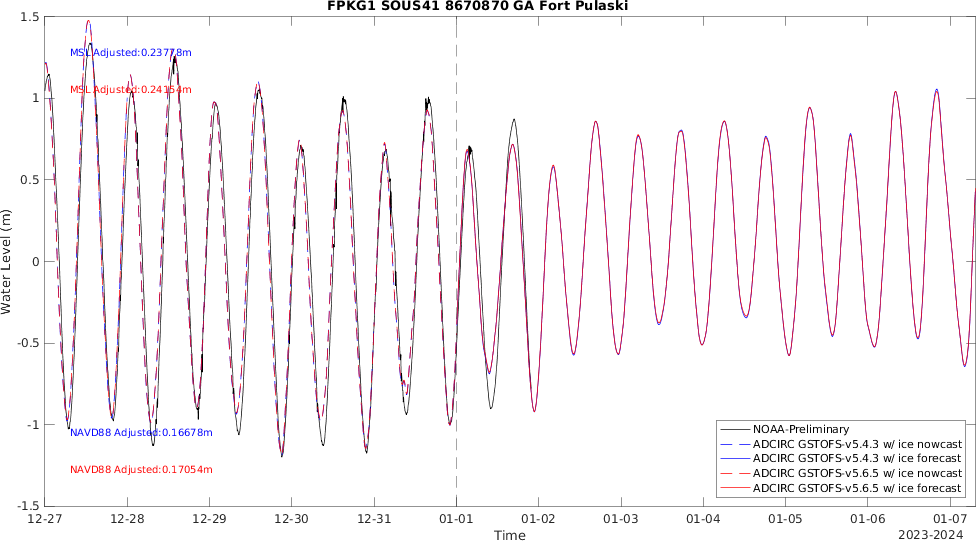 FPKG1 SOUS41 8670870 GA Fort Pulaski
1.5
1
0.5
0
-0.5
-1
-1.5
Water Level (m)
MSL Adjusted:0.23778m
MSL Adjusted:0.24154m
NAVD88 Adjusted:0.16678m
NAVD88 Adjusted:0.17054m
NOAA-Preliminary
ADCIRC GSTOFS-v5.4.3 w/ ice nowcast
ADCIRC GSTOFS-v5.4.3 w/ ice forecast
ADCIRC GSTOFS-v5.6.5 w/ ice nowcast
ADCIRC GSTOFS-v5.6.5 w/ ice forecast
12-27 12-28 12-29 12-30 12-31 01-01 01-02 01-03 01-04 01-05 01-06 01-07
Time
2023-2024